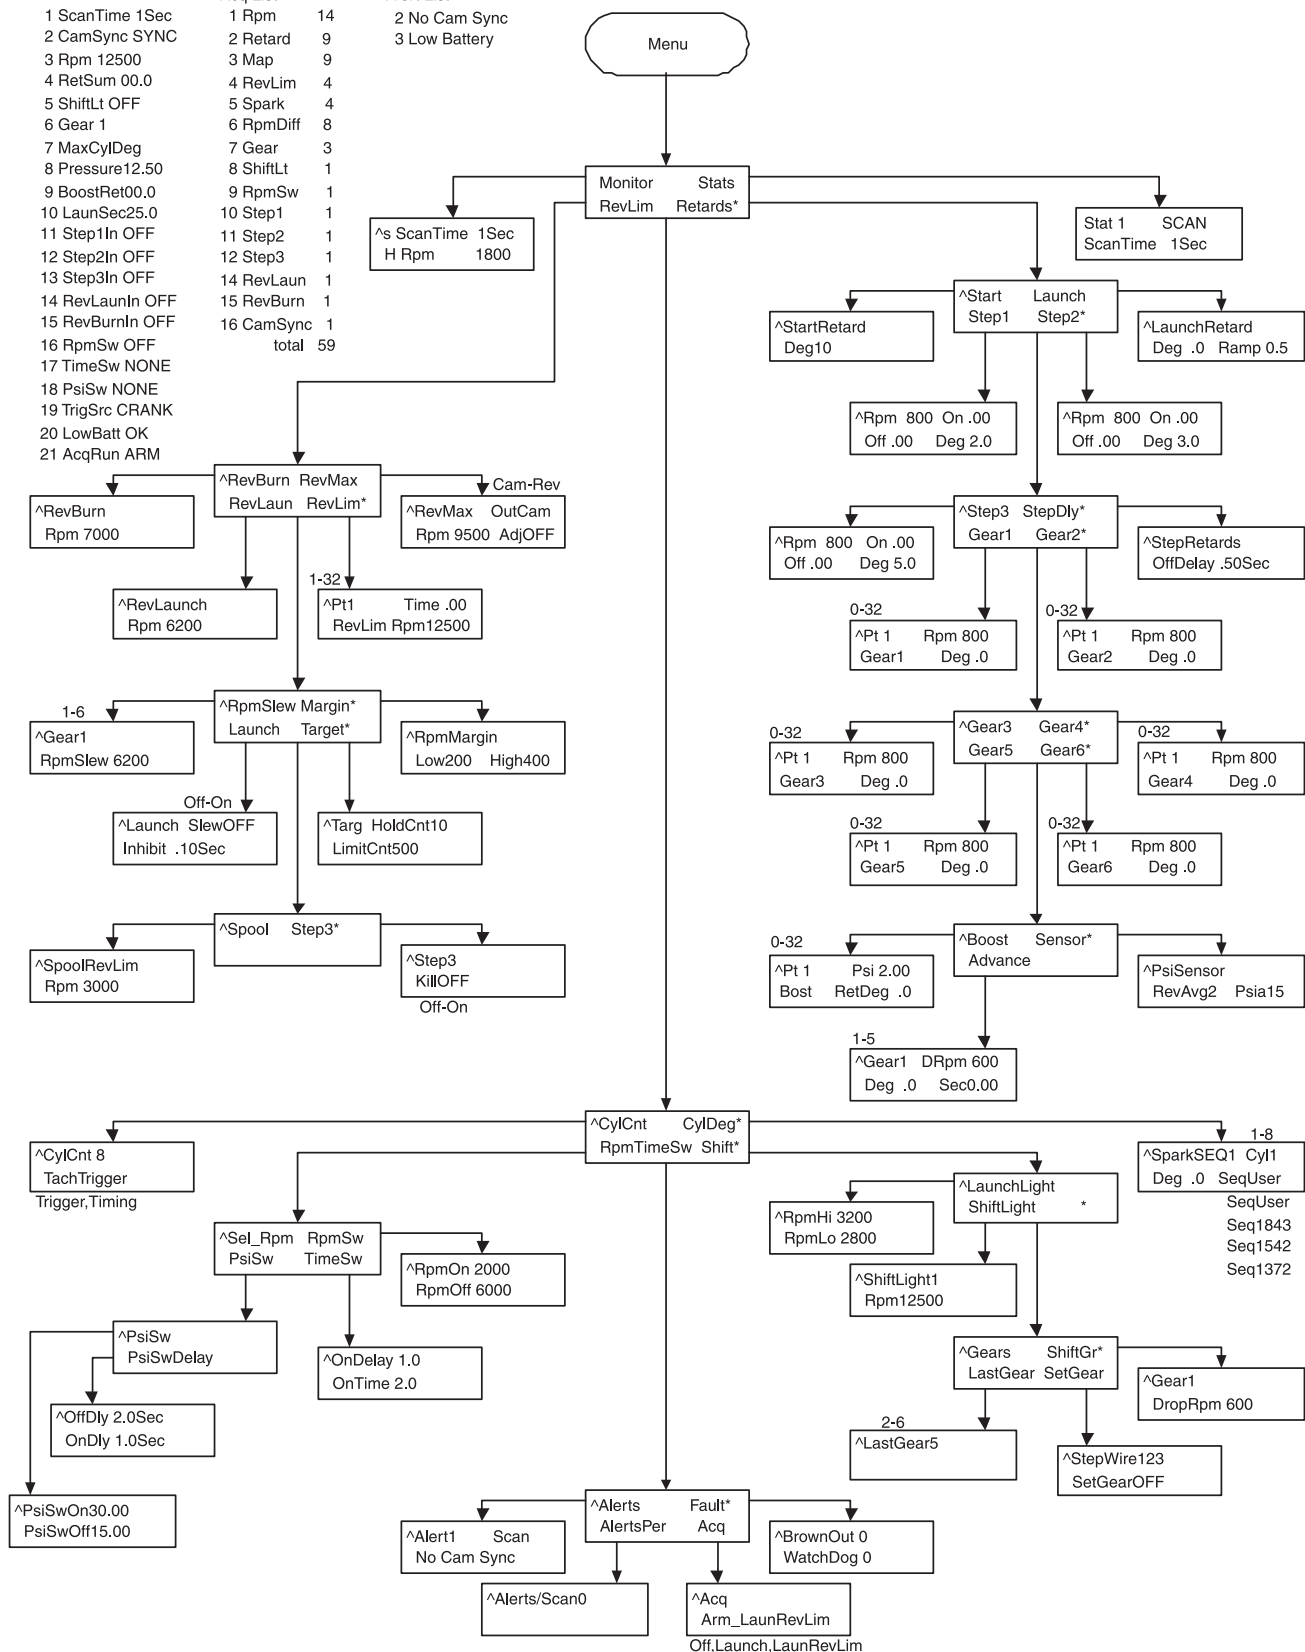 1 ScanTime 1Sec
2 CamSync SYNC
3 Rpm 12500
4 RetSum 00.0
5 ShiftLt OFF
6 Gear 1
7 MaxCylDeg
8 Pressure12.50
9 BoostRet00.0
10 LaunSec25.0
11 Step1In OFF
12 Step2In OFF
13 Step3In OFF
14 RevLaunIn OFF
15 RevBurnIn OFF
16 RpmSw OFF
17 TimeSw NONE
18 PsiSw NONE
19 TrigSrc CRANK
20 LowBatt OK
21 AcqRun ARM
1 Rpm 14
2 Retard 9
3 Map 9
4 RevLim 4
5 Spark 4
6 RpmDiff 8
7 Gear 3
8 ShiftLt 1
9 RpmSw 1
10 Step1 1
11 Step2 1
12 Step3 1
14 RevLaun 1
15 RevBurn 1
16 CamSync 1
total 59
2 No Cam Sync
3 Low Battery
Menu
Monitor Stats
RevLim Retards*
^s ScanTime 1Sec
H Rpm 1800
Stat 1 SCAN
ScanTime 1Sec
^Start Launch
Step1 Step2*
^StartRetard
Deg10
^LaunchRetard
Deg .0 Ramp 0.5
^Rpm 800 On .00
Off .00 Deg 2.0
^Rpm 800 On .00
Off .00 Deg 3.0
^RevBurn RevMax
RevLaun RevLim*
^RevBurn
Rpm 7000
Cam-Rev
^RevMax OutCam
Rpm 9500 AdjOFF
^RevLaunch
Rpm 6200
1-32
^Pt1 Time .00
RevLim Rpm12500
^Step3 StepDly*
Gear1 Gear2*
^Rpm 800 On .00
Off .00 Deg 5.0
^StepRetards
OffDelay .50Sec
0-32
^Pt 1 Rpm 800
Gear1 Deg .0
0-32
^Pt 1 Rpm 800
Gear2 Deg .0
^RpmSlew Margin*
Launch Target*
1-6
^Gear1
RpmSlew 6200
^RpmMargin
Low200 High400
Off-On
^Launch SlewOFF
Inhibit .10Sec
^Targ HoldCnt10
LimitCnt500
^Gear3 Gear4*
Gear5 Gear6*
0-32
^Pt 1 Rpm 800
Gear3 Deg .0
0-32
^Pt 1 Rpm 800
Gear4 Deg .0
0-32
^Pt 1 Rpm 800
Gear5 Deg .0
0-32
^Pt 1 Rpm 800
Gear6 Deg .0
^Spool Step3*
^SpoolRevLim
Rpm 3000
^Step3
KillOFF
Off-On
^Boost Sensor*
Advance
0-32
^Pt 1 Psi 2.00
Bost RetDeg .0
^PsiSensor
RevAvg2 Psia15
1-5
^Gear1 DRpm 600
Deg .0 Sec0.00
^CylCnt CylDeg*
RpmTimeSw Shift*
^CylCnt 8
TachTrigger
Trigger,Timing
1-8
^SparkSEQ1 Cyl1
Deg .0 SeqUser
SeqUser
Seq1843
Seq1542
Seq1372
^Sel_Rpm RpmSw
PsiSw TimeSw
^RpmOn 2000
RpmOff 6000
^LaunchLight
ShiftLight *
^RpmHi 3200
RpmLo 2800
^ShiftLight1
Rpm12500
^PsiSw
PsiSwDelay
^OnDelay 1.0
OnTime 2.0
^OffDly 2.0Sec
OnDly 1.0Sec
^PsiSwOn30.00
PsiSwOff15.00
^Gears ShiftGr*
LastGear SetGear
^Gear1
DropRpm 600
2-6
^LastGear5
^StepWire123
SetGearOFF
^Alerts Fault*
AlertsPer Acq
^Alert1 Scan
No Cam Sync
^BrownOut 0
WatchDog 0
^Alerts/Scan0
^Acq
Arm_LaunRevLim
Off,Launch,LaunRevLim